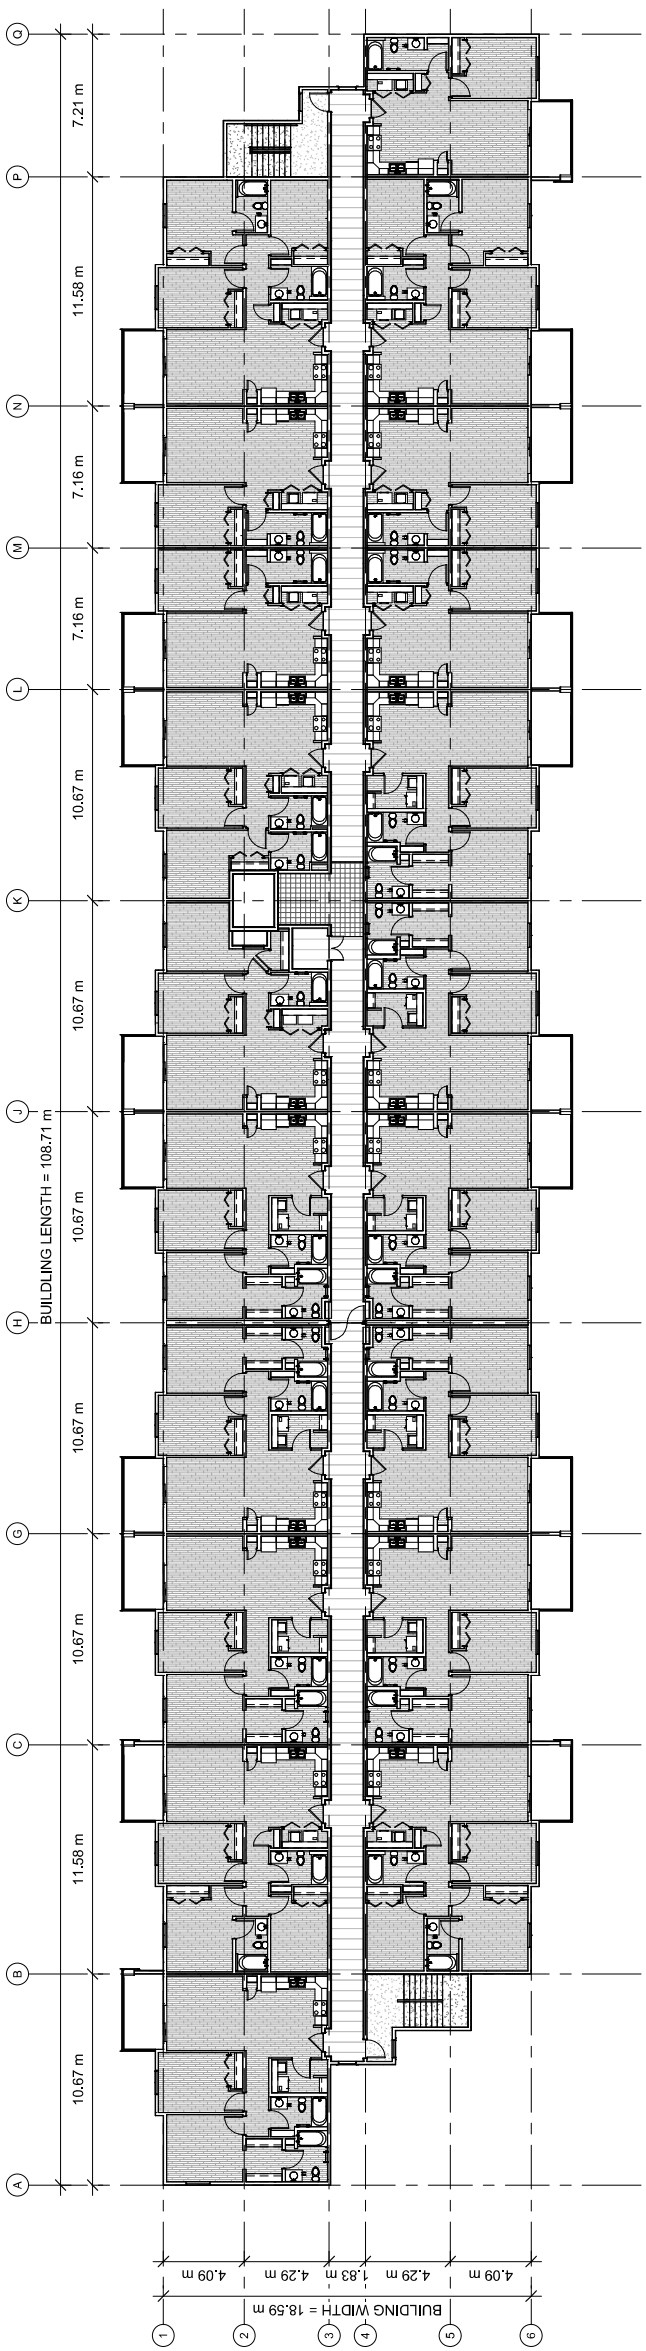 Q
7.21 m
P
11.58 m
N
7.16 m
M
7.16 m
L
10.67 m
K
10.67 m
J
BUILDLING LENGTH = 108.71 m
10.67 m
H
10.67 m
G
10.67 m
C
11.58 m
B
10.67 m
A
4.09 m
4.29 m
1.83 m
4.29 m
4.09 m
BUILDING WIDTH = 18.59 m
1
2
3
4
5
6